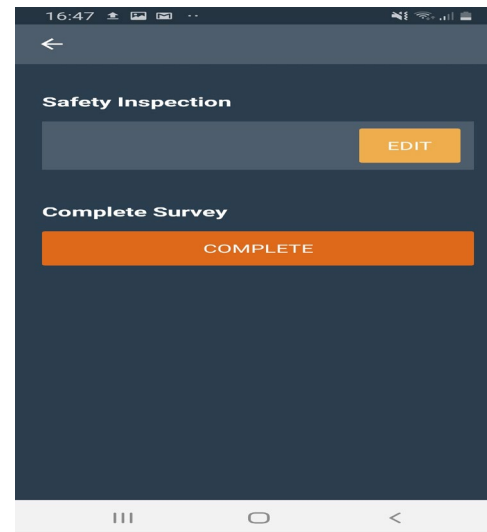 16:47
Safety Inspection
EDIT
Complete Survey
COMPLETE